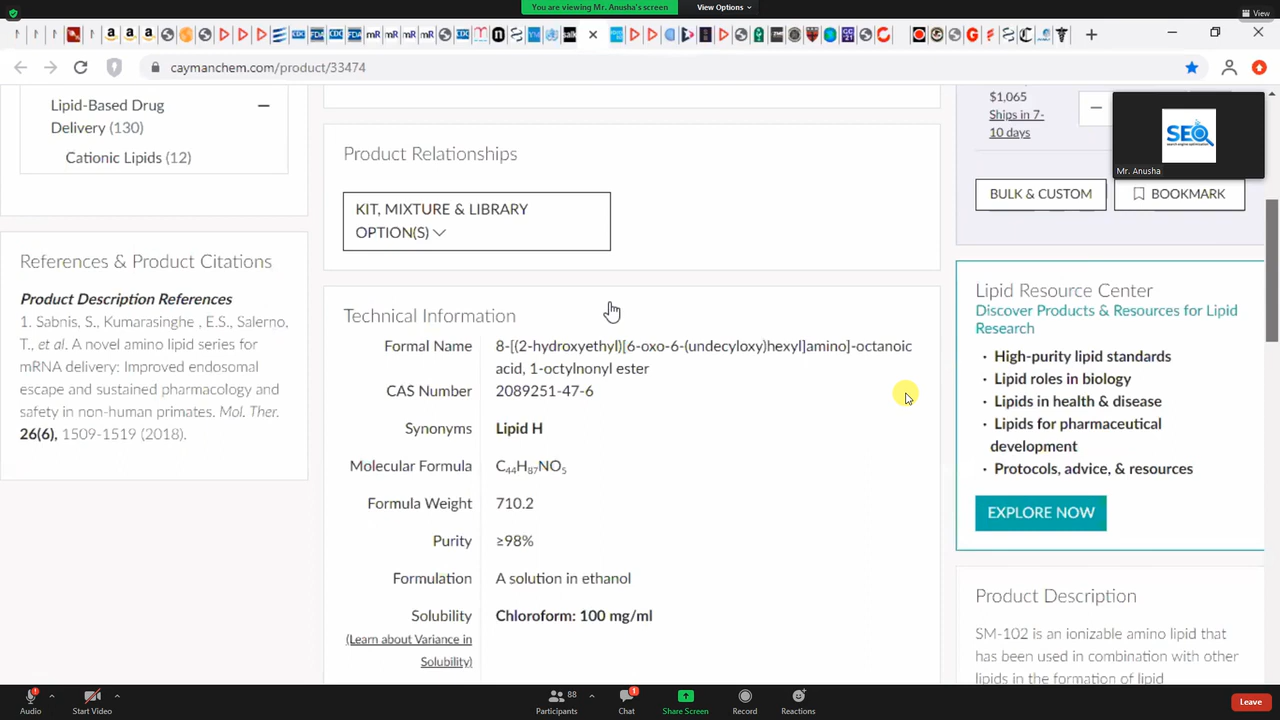 You are viewing Mr. Anusha's screen
View Options
View
caymanchem.com/product/33474
Lipid-Based Drug
Delivery (130)
Cationic Lipids (12)
References & Product Citations
Product Description References
1. Sabnis, S., Kumarasinghe , E.S., Salerno,
T., et al. A novel amino lipid series for
mRNA delivery: Improved endosomal
escape and sustained pharmacology and
safety in non-human primates. Mol. Ther.
26(6), 1509-1519 (2018).
Product Relationships
KIT, MIXTURE & LIBRARY
OPTION(S)
Technical Information
Formal Name 8-[(2-hydroxyethyl)[6-oxo-6-(undecyloxy)hexyl]amino]-octanoic
acid, 1-octylnonyl ester
CAS Number 2089251-47-6
Synonyms Lipid H
Molecular Formula C₄₄H₈₇NO₅
Formula Weight 710.2
Purity ≥98%
Formulation A solution in ethanol
Solubility Chloroform: 100 mg/ml
(Learn about Variance in
Solubility)
$1,065
Ships in 7-
10 days
SEO
search engine optimization
Mr. Anusha
BULK & CUSTOM
BOOKMARK
Lipid Resource Center
Discover Products & Resources for Lipid
Research
· High-purity lipid standards
· Lipid roles in biology
· Lipids in health & disease
· Lipids for pharmaceutical
development
· Protocols, advice, & resources
EXPLORE NOW
Product Description
SM-102 is an ionizable amino lipid that
has been used in combination with other
lipids in the formation of lipid
Audio
Start Video
88
Participants
1
Chat
Share Screen
Record
Reactions
Leave